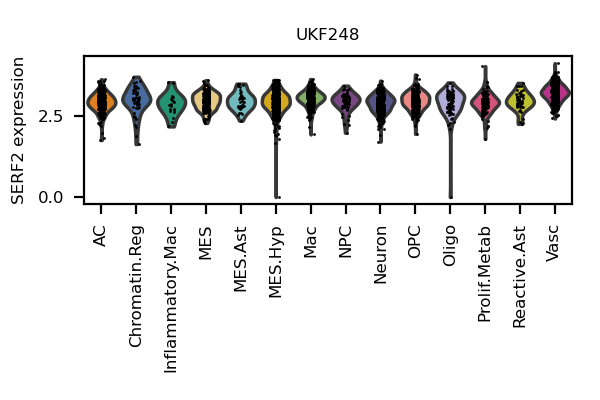 UKF248
SERF2 expression
2.5
0.0
AC
Chromatin.Reg
Inflammatory.Mac
MES
MES.Ast
MES.Hyp
Mac
NPC
Neuron
OPC
Oligo
Prolif.Metab
Reactive.Ast
Vasc